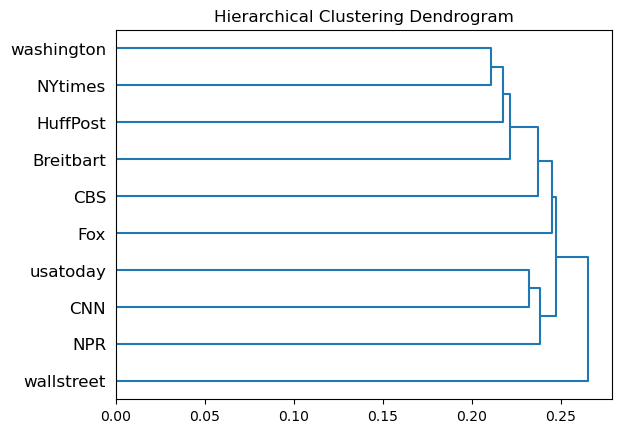 Hierarchical Clustering Dendrogram
washington
NYtimes
HuffPost
Breitbart
CBS
Fox
usatoday
CNN
NPR
wallstreet
0.00 0.05 0.10 0.15 0.20 0.25